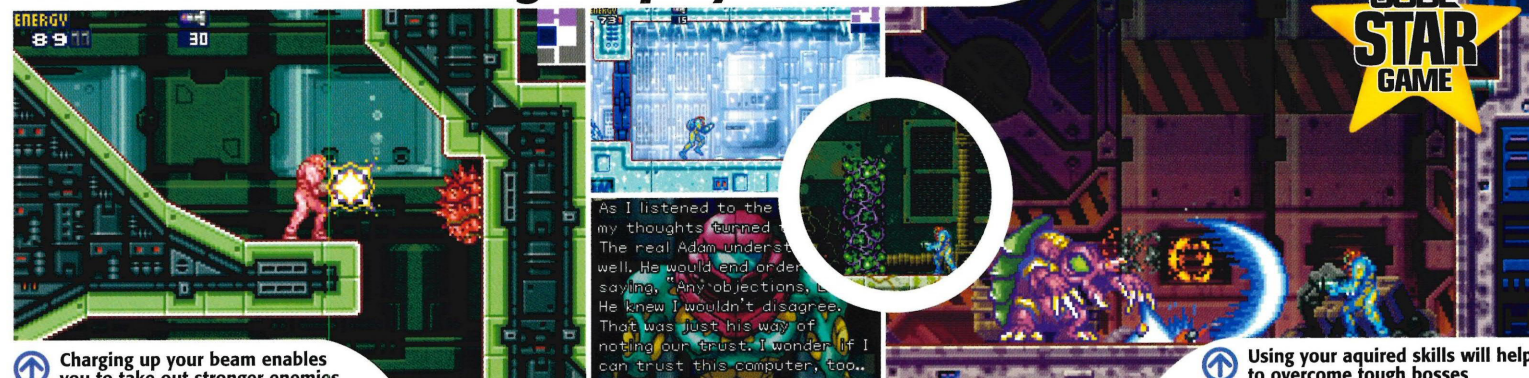 ENERGY
89
30
ENERGY
73
15
STAR
GAME
As I listened to the
my thoughts turned
The real Adam underst
well. He would end order
saying, "Any objections,
He knew I wouldn't disagree.
That was just his way of
noting our trust. I wonder if I
can trust this computer, too..
Charging up your beam enables
you to take out stronger enemies
Using your aquired skills will help
to overcome tough bosses